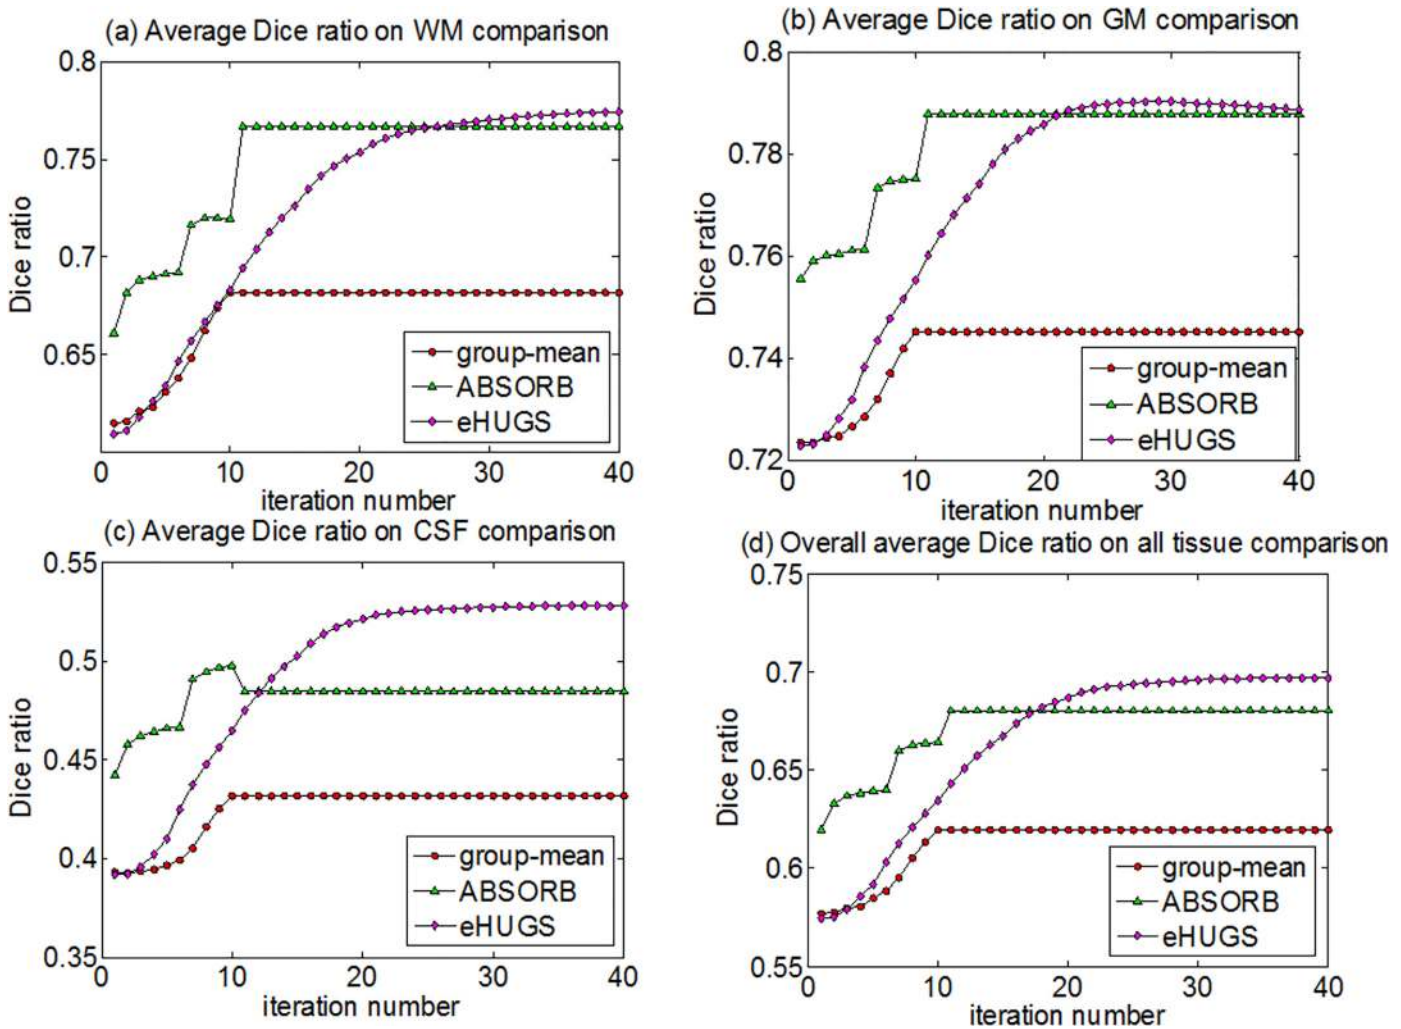 (a) Average Dice ratio on WM comparison
0.8
0.75
0.7
0.65
Dice ratio
group-mean
ABSORB
eHUGS
0 10 20 30 40
iteration number
(b) Average Dice ratio on GM comparison
0.8
0.78
0.76
0.74
0.72
Dice ratio
group-mean
ABSORB
eHUGS
0 10 20 30 40
iteration number
(c) Average Dice ratio on CSF comparison
0.55
0.5
0.45
0.4
0.35
Dice ratio
group-mean
ABSORB
eHUGS
0 10 20 30 40
iteration number
(d) Overall average Dice ratio on all tissue comparison
0.75
0.7
0.65
0.6
0.55
Dice ratio
group-mean
ABSORB
eHUGS
0 10 20 30 40
iteration number